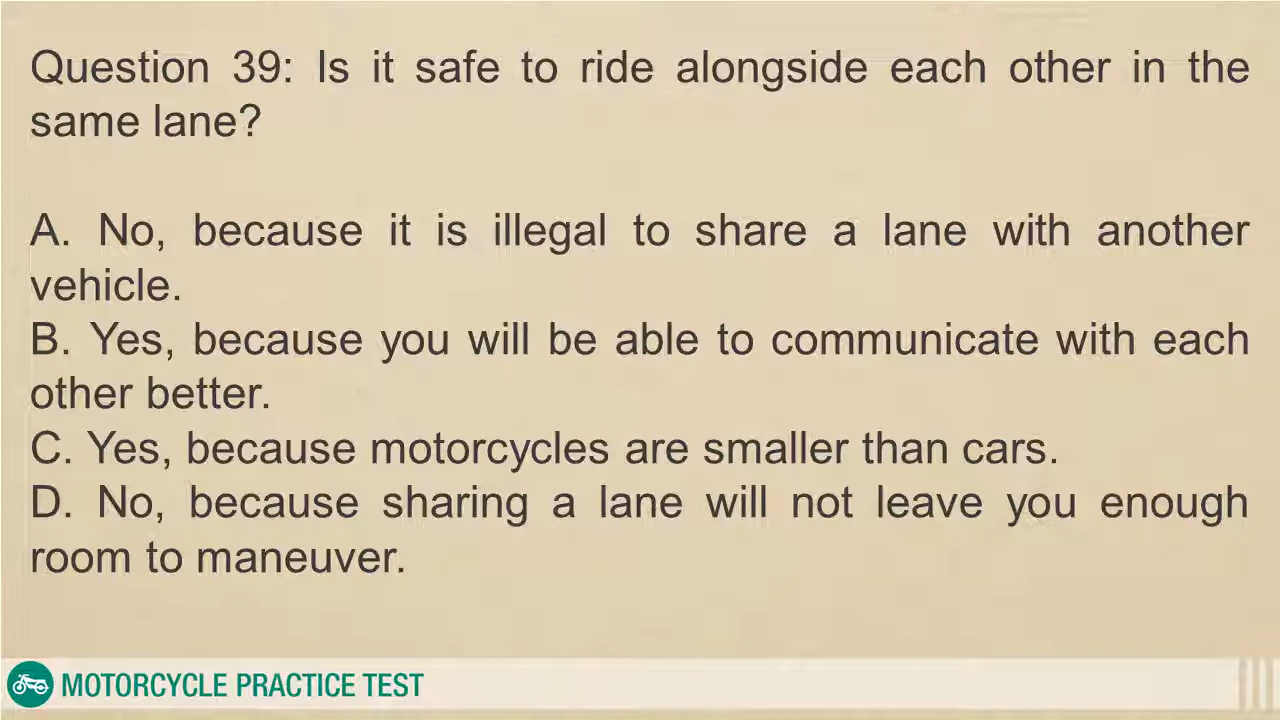 Question 39: Is it safe to ride alongside each other in the
same lane?
A. No, because it is illegal to share a lane with another
vehicle.
B. Yes, because you will be able to communicate with each
other better.
C. Yes, because motorcycles are smaller than cars.
D. No, because sharing a lane will not leave you enough
room to maneuver.
MOTORCYCLE PRACTICE TEST